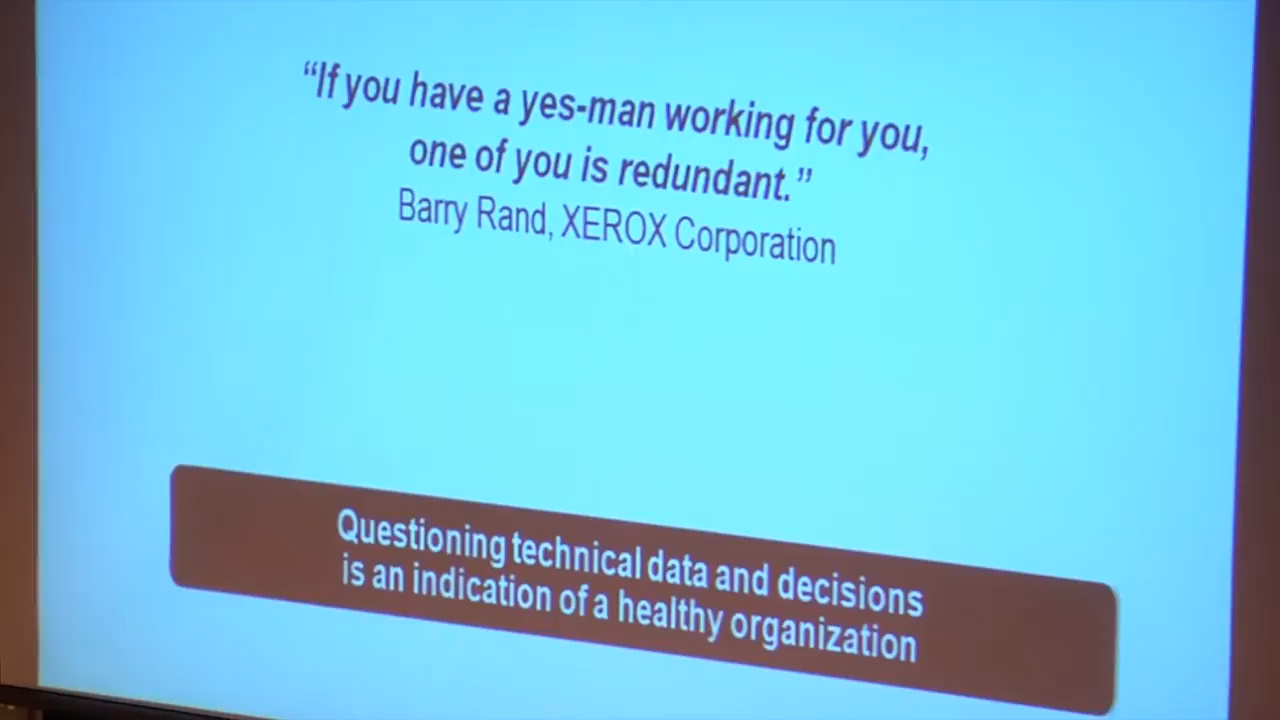 “If you have a yes-man working for you,
one of you is redundant.”
Barry Rand, XEROX Corporation
Questioning technical data and decisions
is an indication of a healthy organization